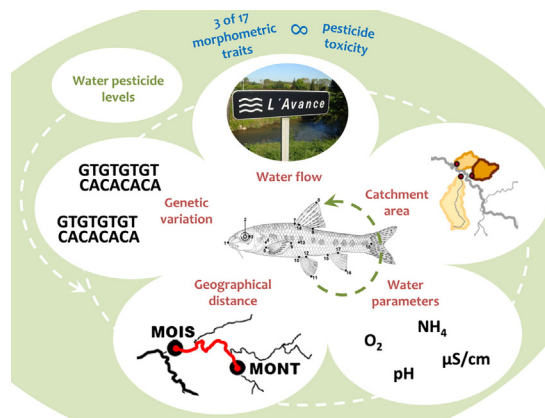 3 of 17
morphometric
traits
∞
pesticide
toxicity
Water pesticide
levels
L'Avance
Water flow
GTGTGTGT
CACACACA
GTGTGTGT
CACACACA
Genetic
variation
Catchment
area
Geographical
distance
MOIS
MONT
Water
parameters
O₂
NH₄
pH
µS/cm